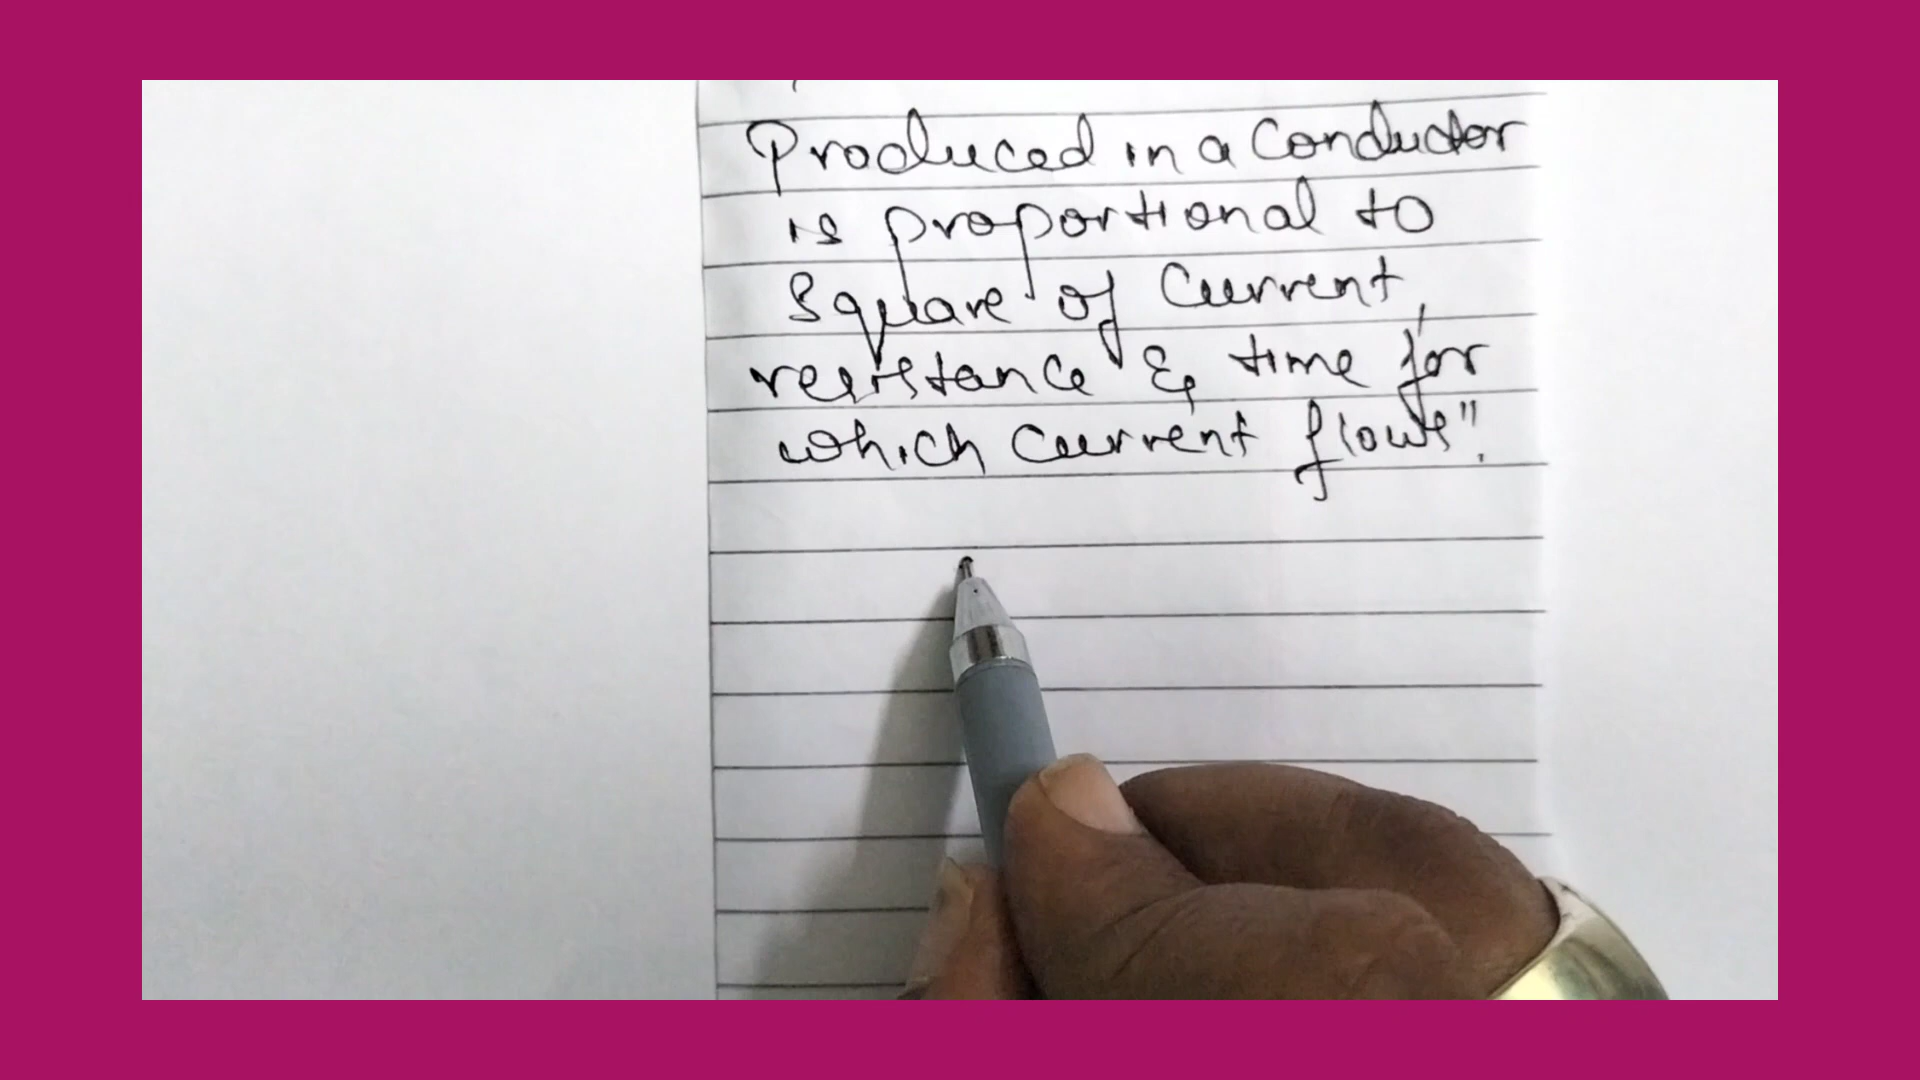 Produced in a Conductor
is proportional to
Square of Current,
resistance & time for
which Current flows".